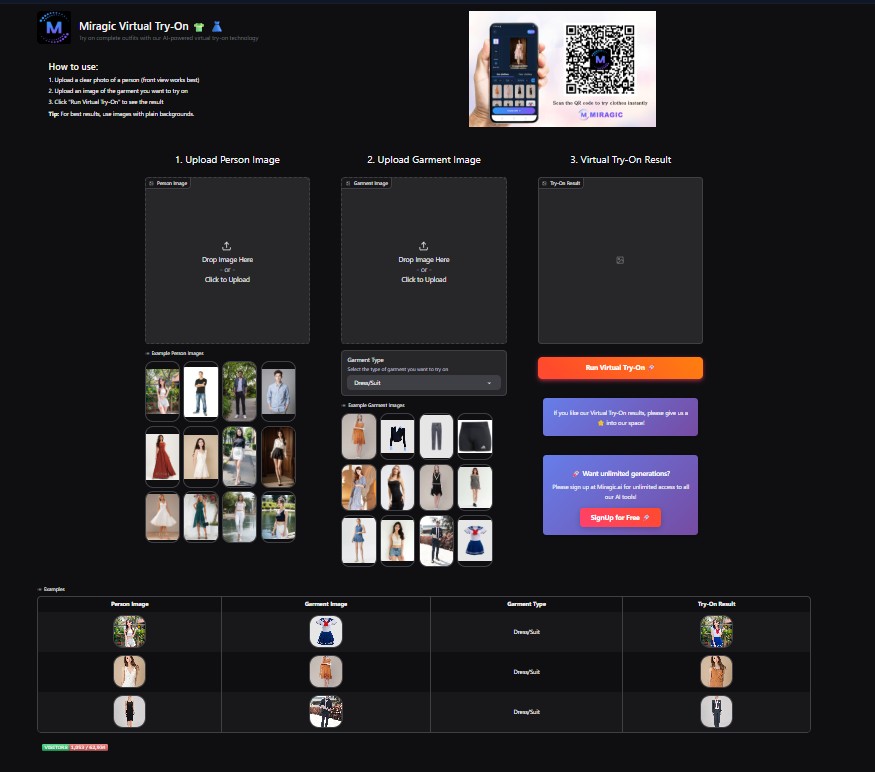 Miragic Virtual Try-On 👕 👗
Try on complete outfits with our AI-powered virtual try-on technology
How to use:
1. Upload a clear photo of a person (front view works best)
2. Upload an image of the garment you want to try on
3. Click "Run Virtual Try-On" to see the result
Tip: For best results, use images with plain backgrounds.
Scan the QR code to try clothes instantly
MIRAGIC
1. Upload Person Image
2. Upload Garment Image
3. Virtual Try-On Result
Person Image
Garment Image
Try-On Result
Drop Image Here
- or -
Click to Upload
Drop Image Here
- or -
Click to Upload
Example Person Images
Garment Type
Select the type of garment you want to try on
Dress/Suit
Example Garment Images
Run Virtual Try-On 🚀
If you like our Virtual Try-On results, please give us a
⭐ into our space!
🚀 Want unlimited generations?
Please sign up at Miragic.ai for unlimited access to all
our AI tools!
SignUp for Free 🚀
Examples
Person Image
Garment Image
Garment Type
Try-On Result
Dress/Suit
Dress/Suit
Dress/Suit
VISITORS